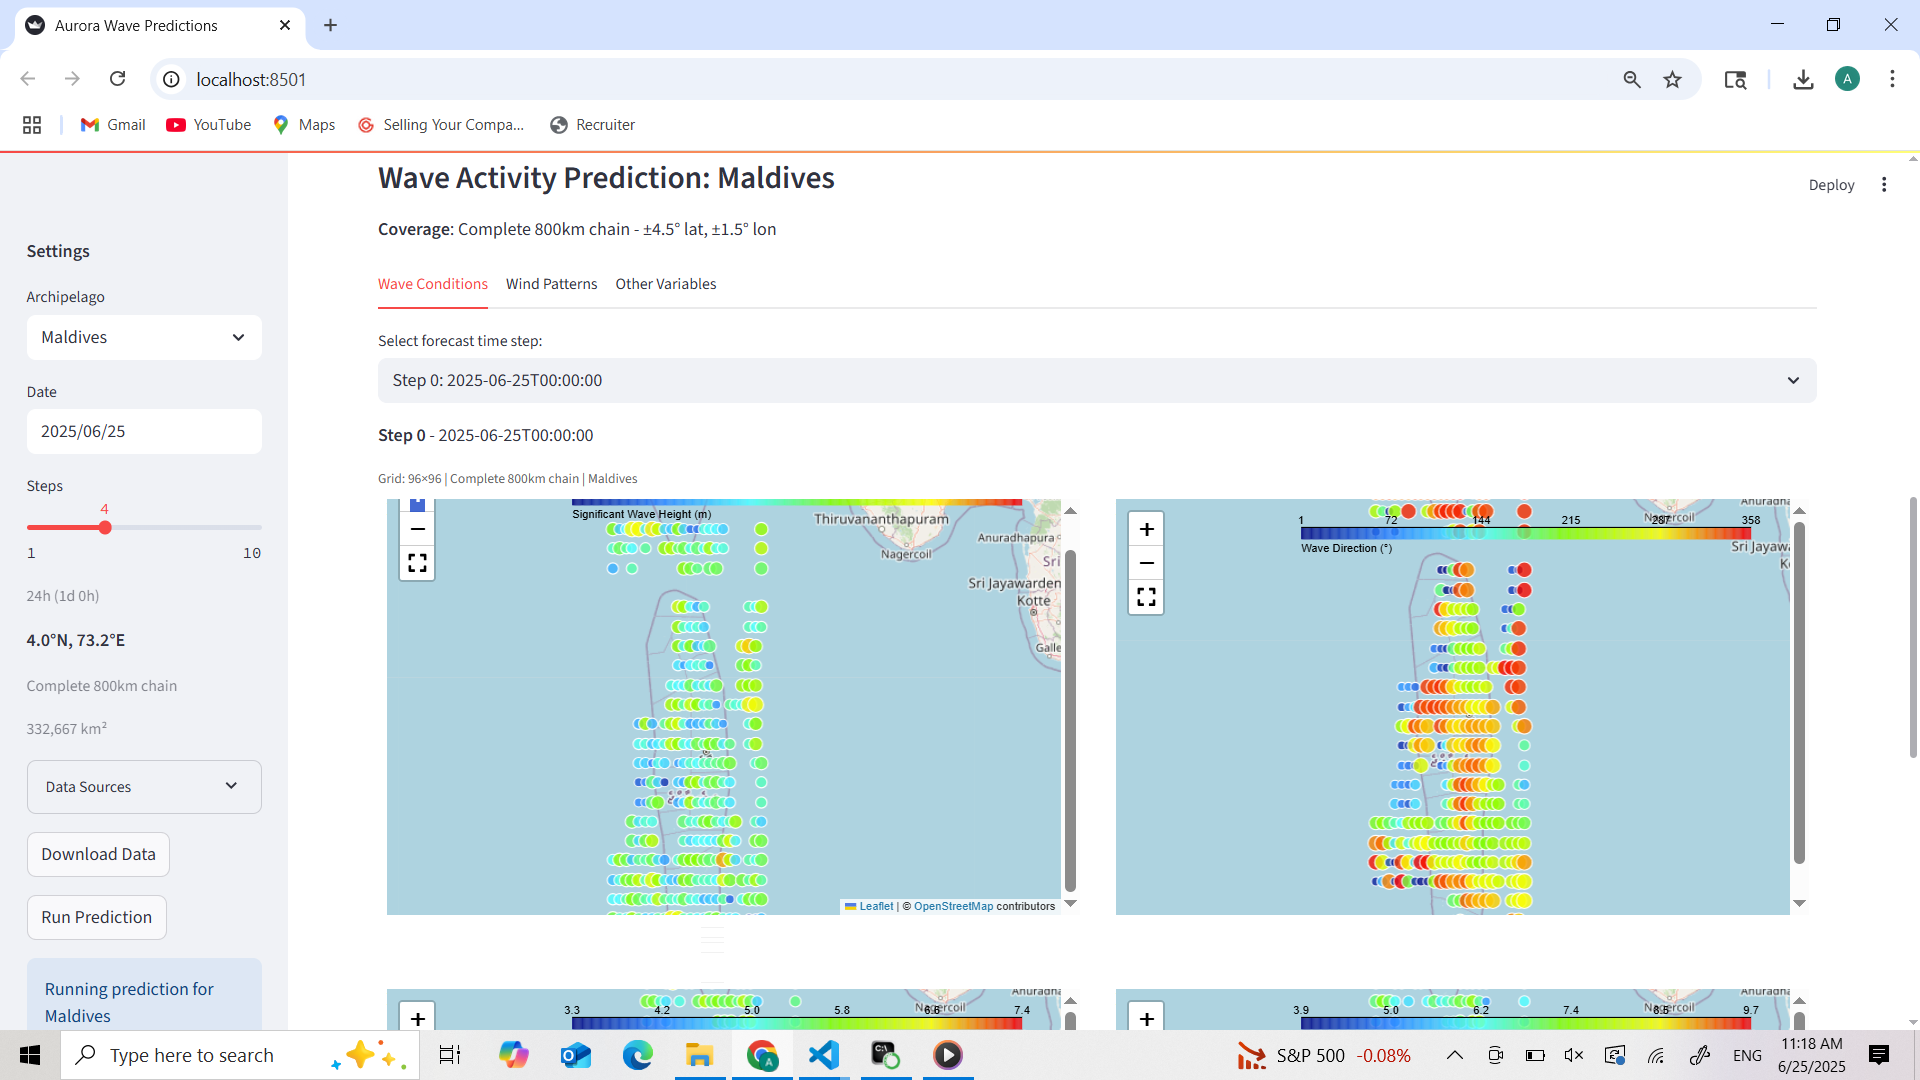 Aurora Wave Predictions
localhost:8501
A
Gmail
YouTube
Maps
Selling Your Compa...
Recruiter
Deploy
Settings
Archipelago
Maldives
Date
2025/06/25
Steps
4
1 10
24h (1d 0h)
4.0°N, 73.2°E
Complete 800km chain
332,667 km²
Data Sources
Download Data
Run Prediction
Running prediction for
Maldives
Wave Activity Prediction: Maldives
Coverage: Complete 800km chain - ±4.5° lat, ±1.5° lon
Wave Conditions Wind Patterns Other Variables
Select forecast time step:
Step 0: 2025-06-25T00:00:00
Step 0 - 2025-06-25T00:00:00
Grid: 96×96 | Complete 800km chain | Maldives
−
Significant Wave Height (m)
Thiruvananthapuram
Nagercoil
Anuradhapura
Sri
Sri Jayawarden
Kotte
Galle
Leaflet | © OpenStreetMap contributors
+
−
1 72 144 215 287 358
Wave Direction (°)
Anuradha
Nagercoil
Sri Jayaw
K
+
3.3 4.2 5.0 5.8 6.6 7.4
Nagercoil
Anuradha
+
3.9 5.0 6.2 7.4 8.5 9.7
Nagercoil
Anuradha
Type here to search
S&P 500 -0.08%
ENG
11:18 AM
6/25/2025